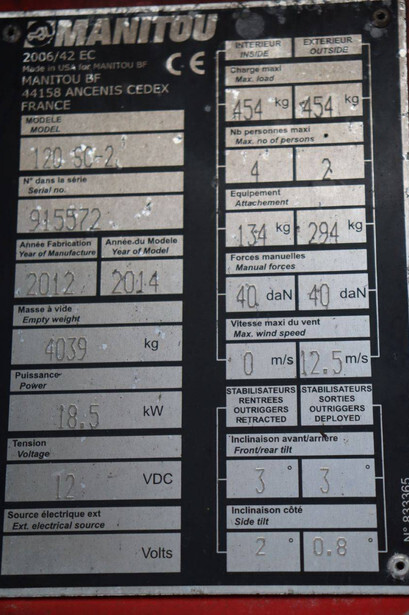 MANITOU
2006/42 EC
Made in USA for MANITOU BF
MANITOU BF
44158 ANCENIS CEDEX
FRANCE
CE
MODELE
MODEL
120 SC-2
N° dans la série
Serial no.
915572
Année Fabrication
Year of Manufacture
Année du Modele
Year of Model
2012
2014
Masse à vide
Empty weight
4039 kg
Puissance
Power
18.5 kW
Tension
Voltage
12 VDC
Source électrique ext
Ext. electrical source
Volts
INTERIEUR
INSIDE
EXTERIEUR
OUTSIDE
Charge maxi
Max. load
454 kg 454 kg
Nb personnes maxi
Max. no of persons
4 2
Equipement
Attachement
134 kg 294 kg
Forces manuelles
Manual forces
40 daN 40 daN
Vitesse maxi du vent
Max. wind speed
0 m/s 12.5 m/s
STABILISATEURS
RENTREES
OUTRIGGERS
RETRACTED
STABILISATEURS
SORTIES
OUTRIGGERS
DEPLOYED
Inclinaison avant/arrière
Front/rear tilt
3 ° 3 °
Inclinaison côté
Side tilt
2 ° 0.8 °
N° 833365